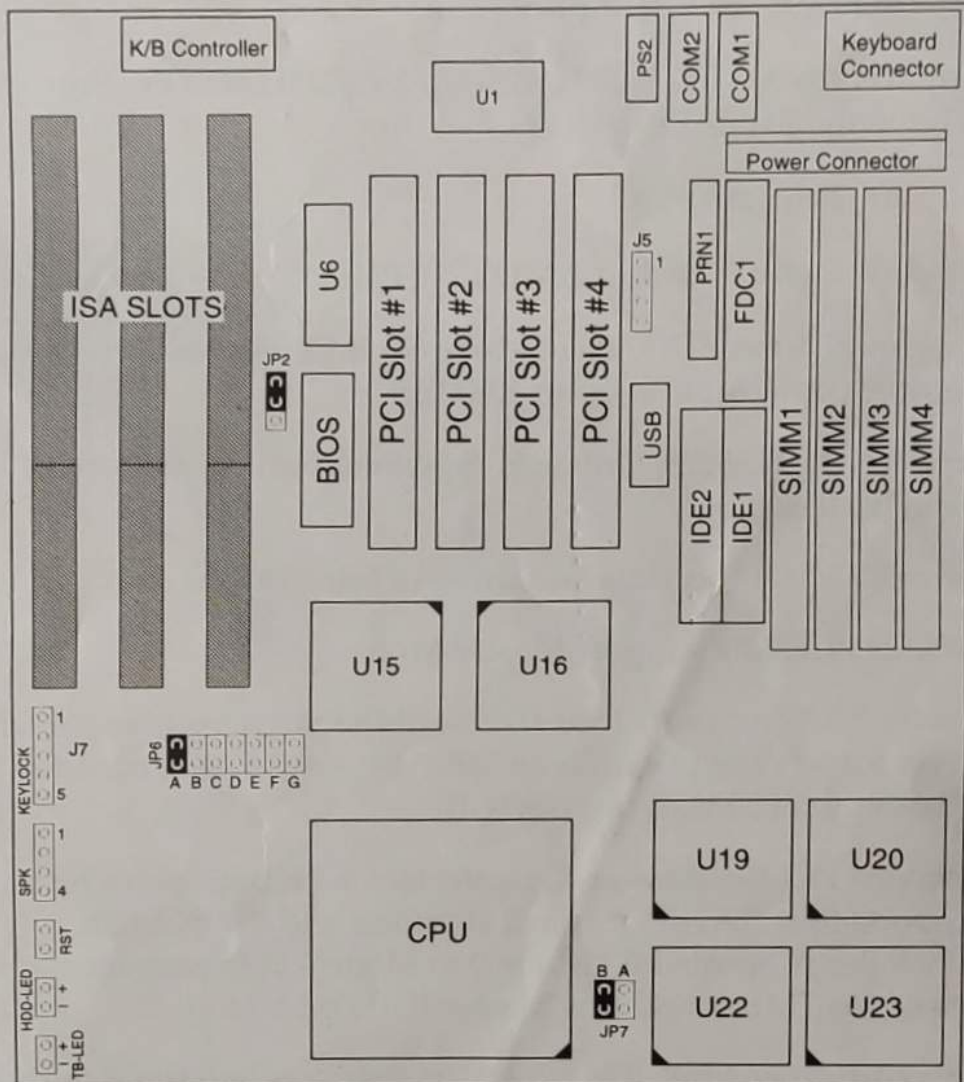 K/B Controller
U1
PS2
COM2
COM1
Keyboard
Connector
Power Connector
ISA SLOTS
U6
JP2
BIOS
PCI Slot #1
PCI Slot #2
PCI Slot #3
PCI Slot #4
J5
1
USB
PRN1
FDC1
IDE2
IDE1
SIMM1
SIMM2
SIMM3
SIMM4
U15
U16
KEYLOCK
1
5
J7
JP6
A B C D E F G
SPK
1
4
RST
HDD-LED
+
−
TB-LED
+
−
CPU
B A
JP7
U19
U20
U22
U23